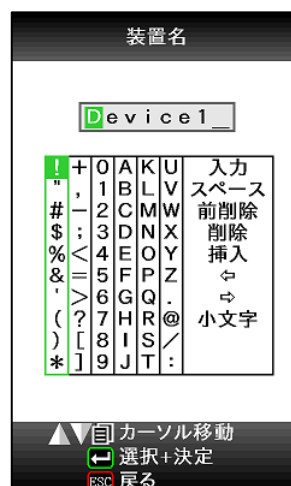 装置名
Device1_
! + 0 A K U 入力
" , 1 B L V スペース
# - 2 C M W 前削除
$ ; 3 D N X 削除
% < 4 E O Y 挿入
& = 5 F P Z ⇦
' > 6 G Q . ⇨
( ? 7 H R @ 小文字
) [ 8 I S /
* ] 9 J T :
カーソル移動
選択+決定
ESC 戻る